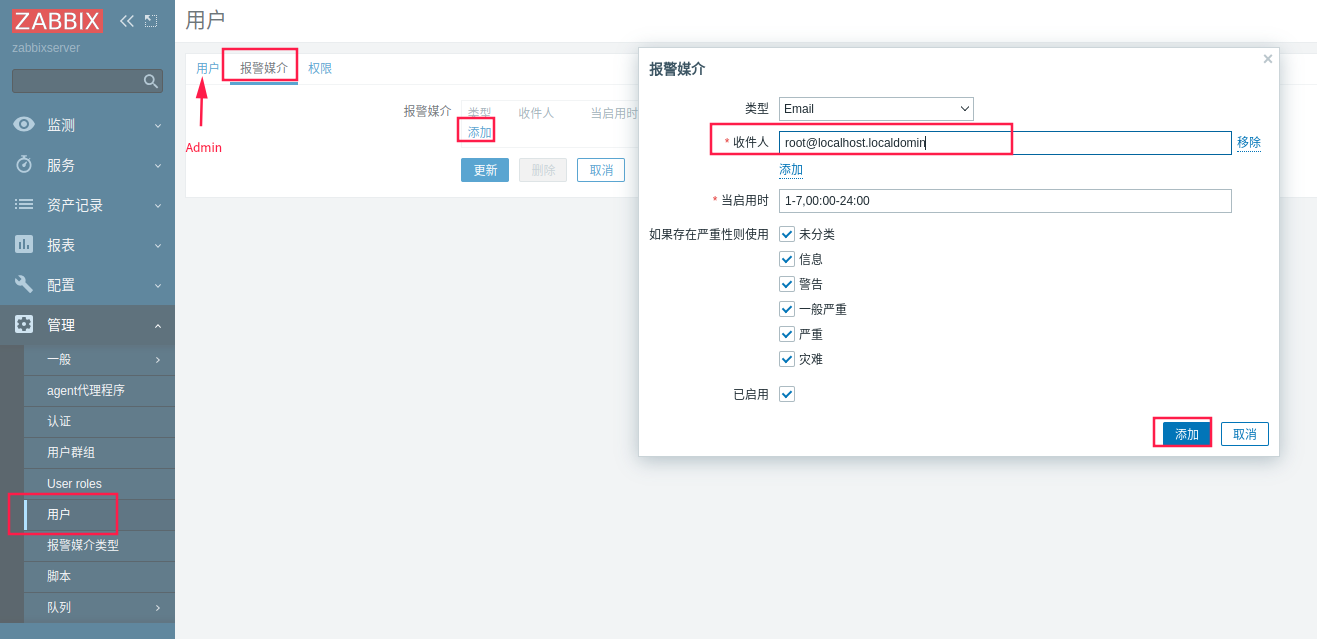 ZABBIX
zabbixserver
监测
服务
资产记录
报表
配置
管理
一般
agent代理程序
认证
用户群组
User roles
用户
报警媒介类型
脚本
队列
用户
用户 报警媒介 权限
Admin
报警媒介 类型 收件人 当启用时
添加
更新 删除 取消
报警媒介
类型 Email
* 收件人 root@localhost.localdomin 移除
添加
* 当启用时 1-7,00:00-24:00
如果存在严重性则使用 未分类
信息
警告
一般严重
严重
灾难
已启用
添加 取消